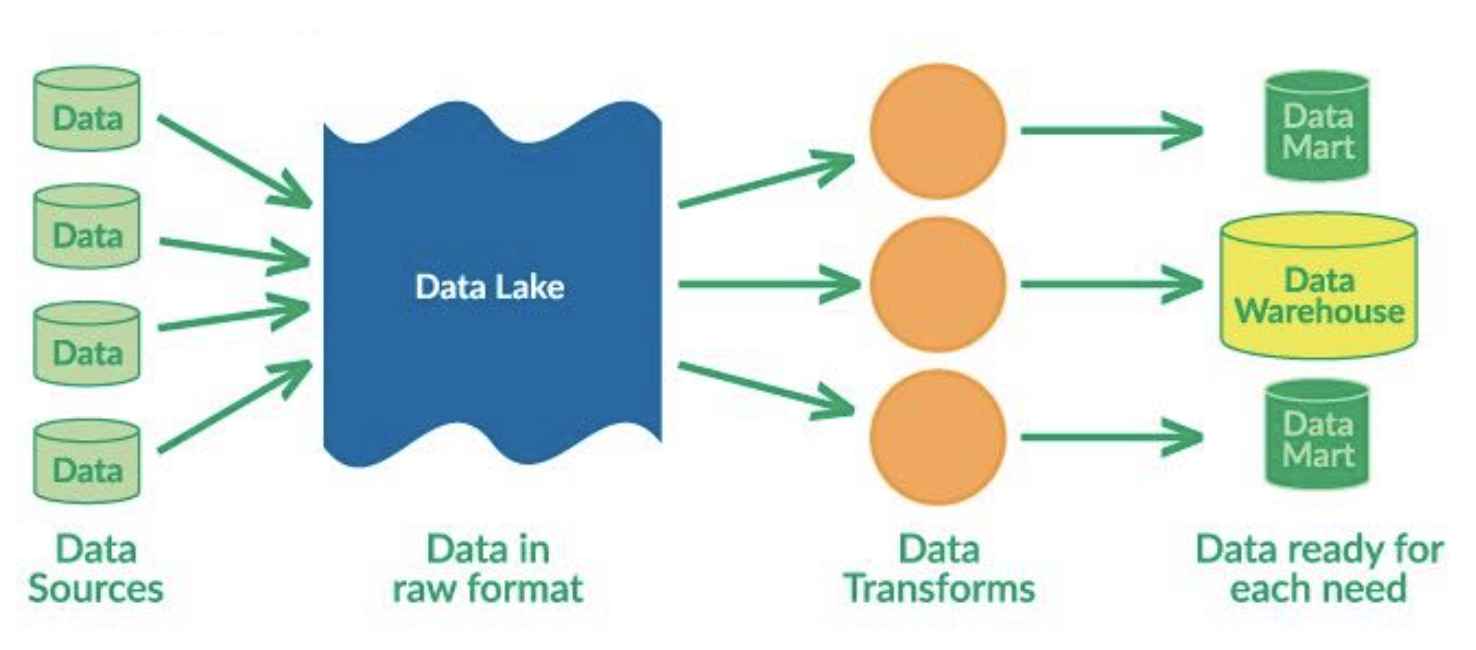 Data
Data
Data
Data
Data Lake
Data
Mart
Data
Warehouse
Data
Mart
Data
Sources
Data in
raw format
Data
Transforms
Data ready for
each need